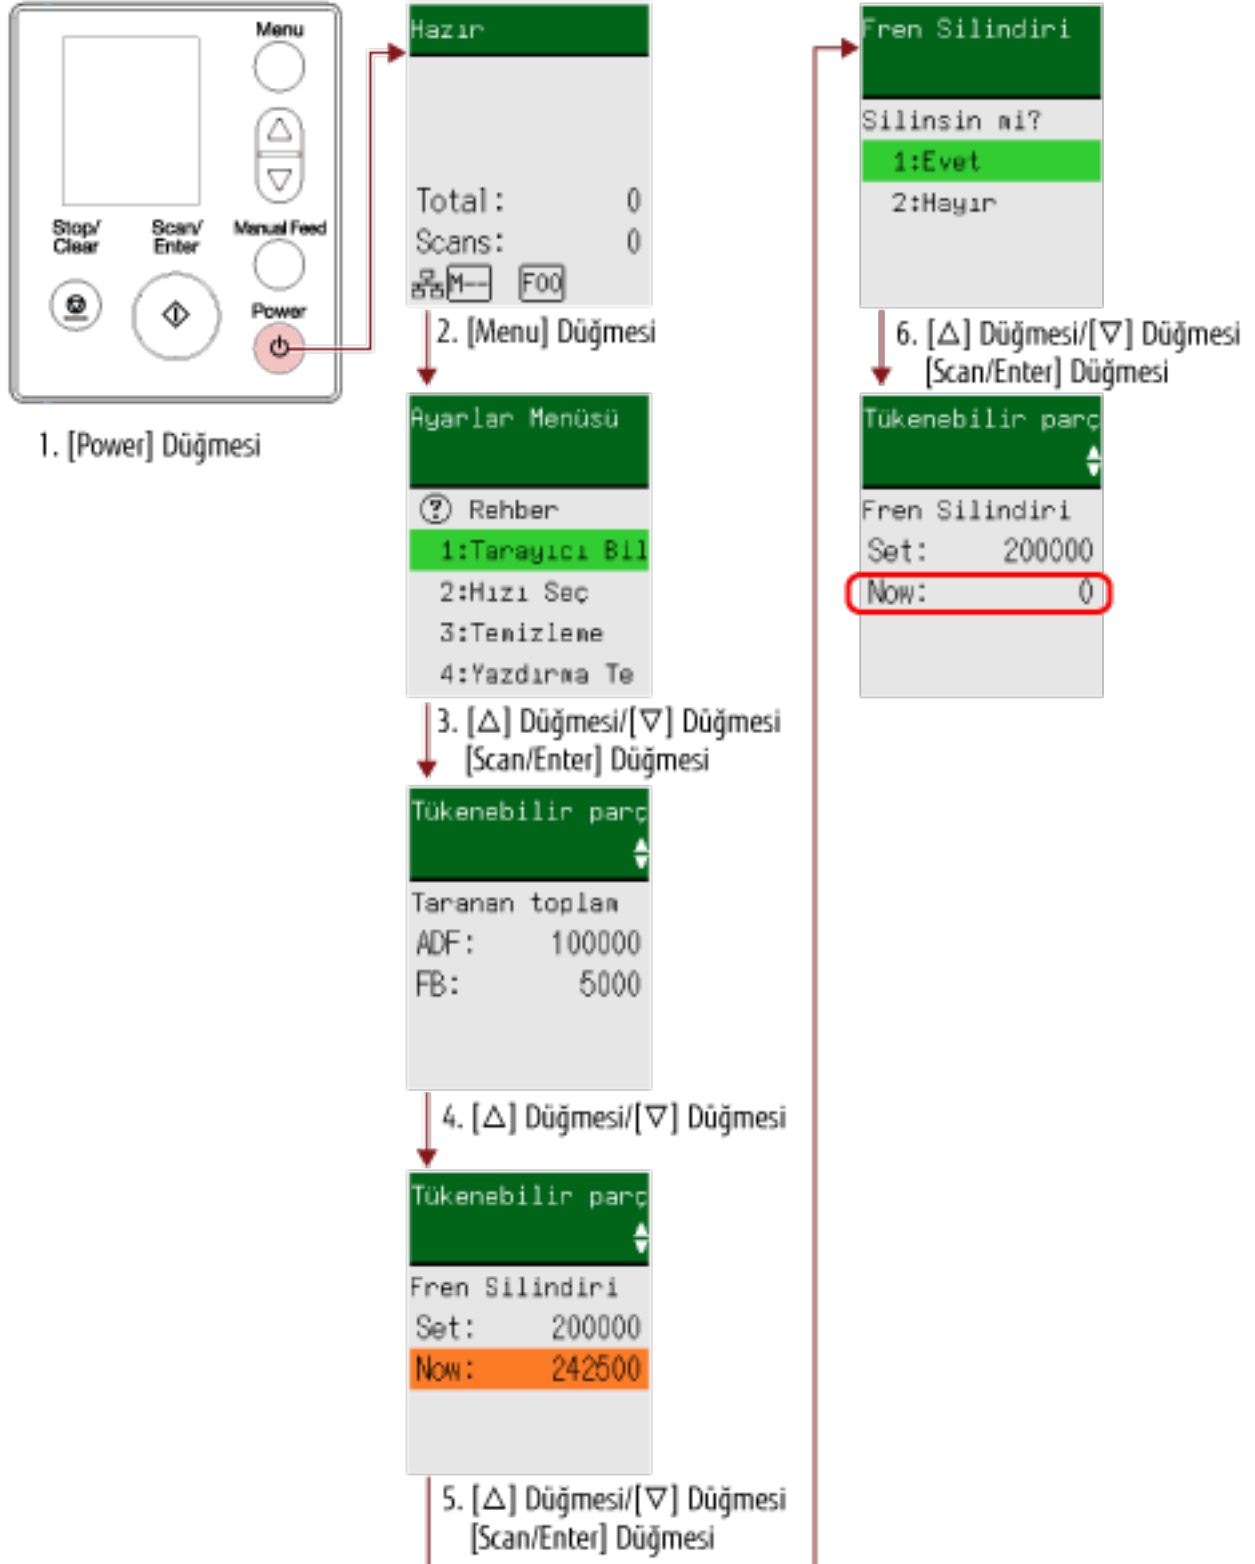 Menu
Stop/
Clear
Scan/
Enter
Manual Feed
Power
1. [Power] Düğmesi
Hazır
Total: 0
Scans: 0
M-- F00
2. [Menu] Düğmesi
Ayarlar Menüsü
? Rehber
1:Tarayıcı Bil
2:Hızı Seç
3:Temizleme
4:Yazdırma Te
3. [△] Düğmesi/[▽] Düğmesi
[Scan/Enter] Düğmesi
Tükenebilir parç
Taranan toplam
ADF: 100000
FB: 5000
4. [△] Düğmesi/[▽] Düğmesi
Tükenebilir parç
Fren Silindiri
Set: 200000
Now: 242500
5. [△] Düğmesi/[▽] Düğmesi
[Scan/Enter] Düğmesi
Fren Silindiri
Silinsin mi?
1:Evet
2:Hayır
6. [△] Düğmesi/[▽] Düğmesi
[Scan/Enter] Düğmesi
Tükenebilir parç
Fren Silindiri
Set: 200000
Now: 0